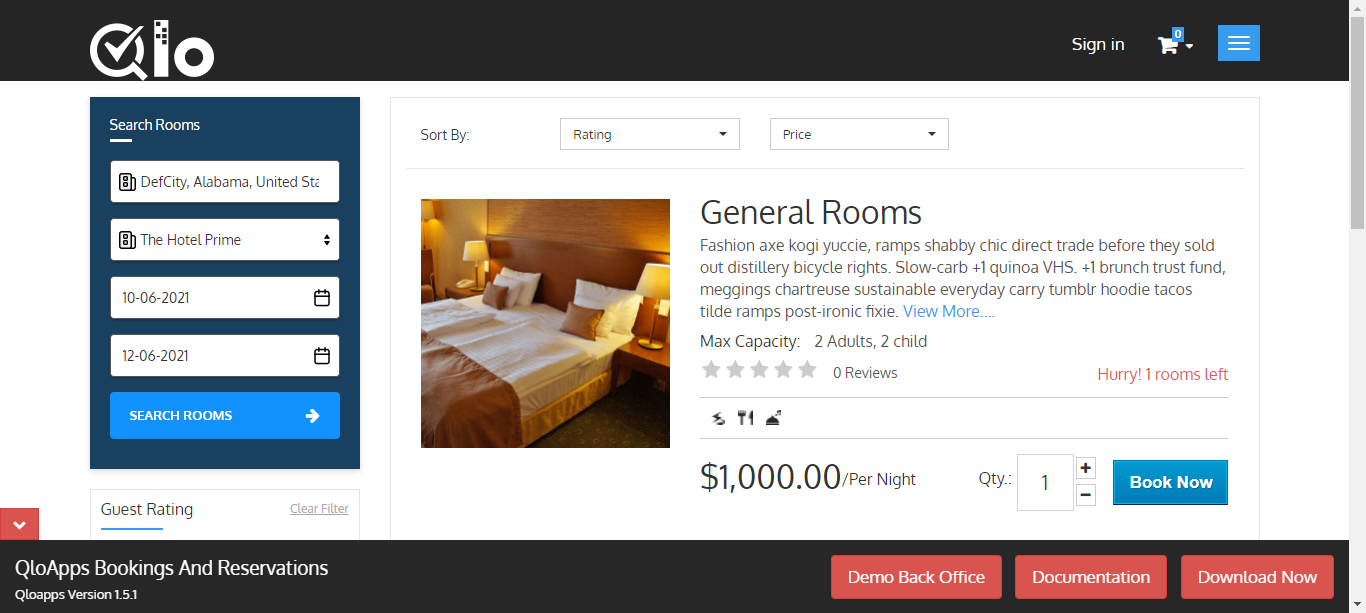 Qlo
Sign in
0
Search Rooms
DefCity, Alabama, United Sta
The Hotel Prime
10-06-2021
12-06-2021
SEARCH ROOMS
Guest Rating
Clear Filter
Sort By:
Rating
Price
General Rooms
Fashion axe kogi yuccie, ramps shabby chic direct trade before they sold
out distillery bicycle rights. Slow-carb +1 quinoa VHS. +1 brunch trust fund,
meggings chartreuse sustainable everyday carry tumblr hoodie tacos
tilde ramps post-ironic fixie. View More....
Max Capacity: 2 Adults, 2 child
0 Reviews
Hurry! 1 rooms left
$1,000.00/Per Night
Qty.:
1
Book Now
QloApps Bookings And Reservations
Qloapps Version 1.5.1
Demo Back Office
Documentation
Download Now